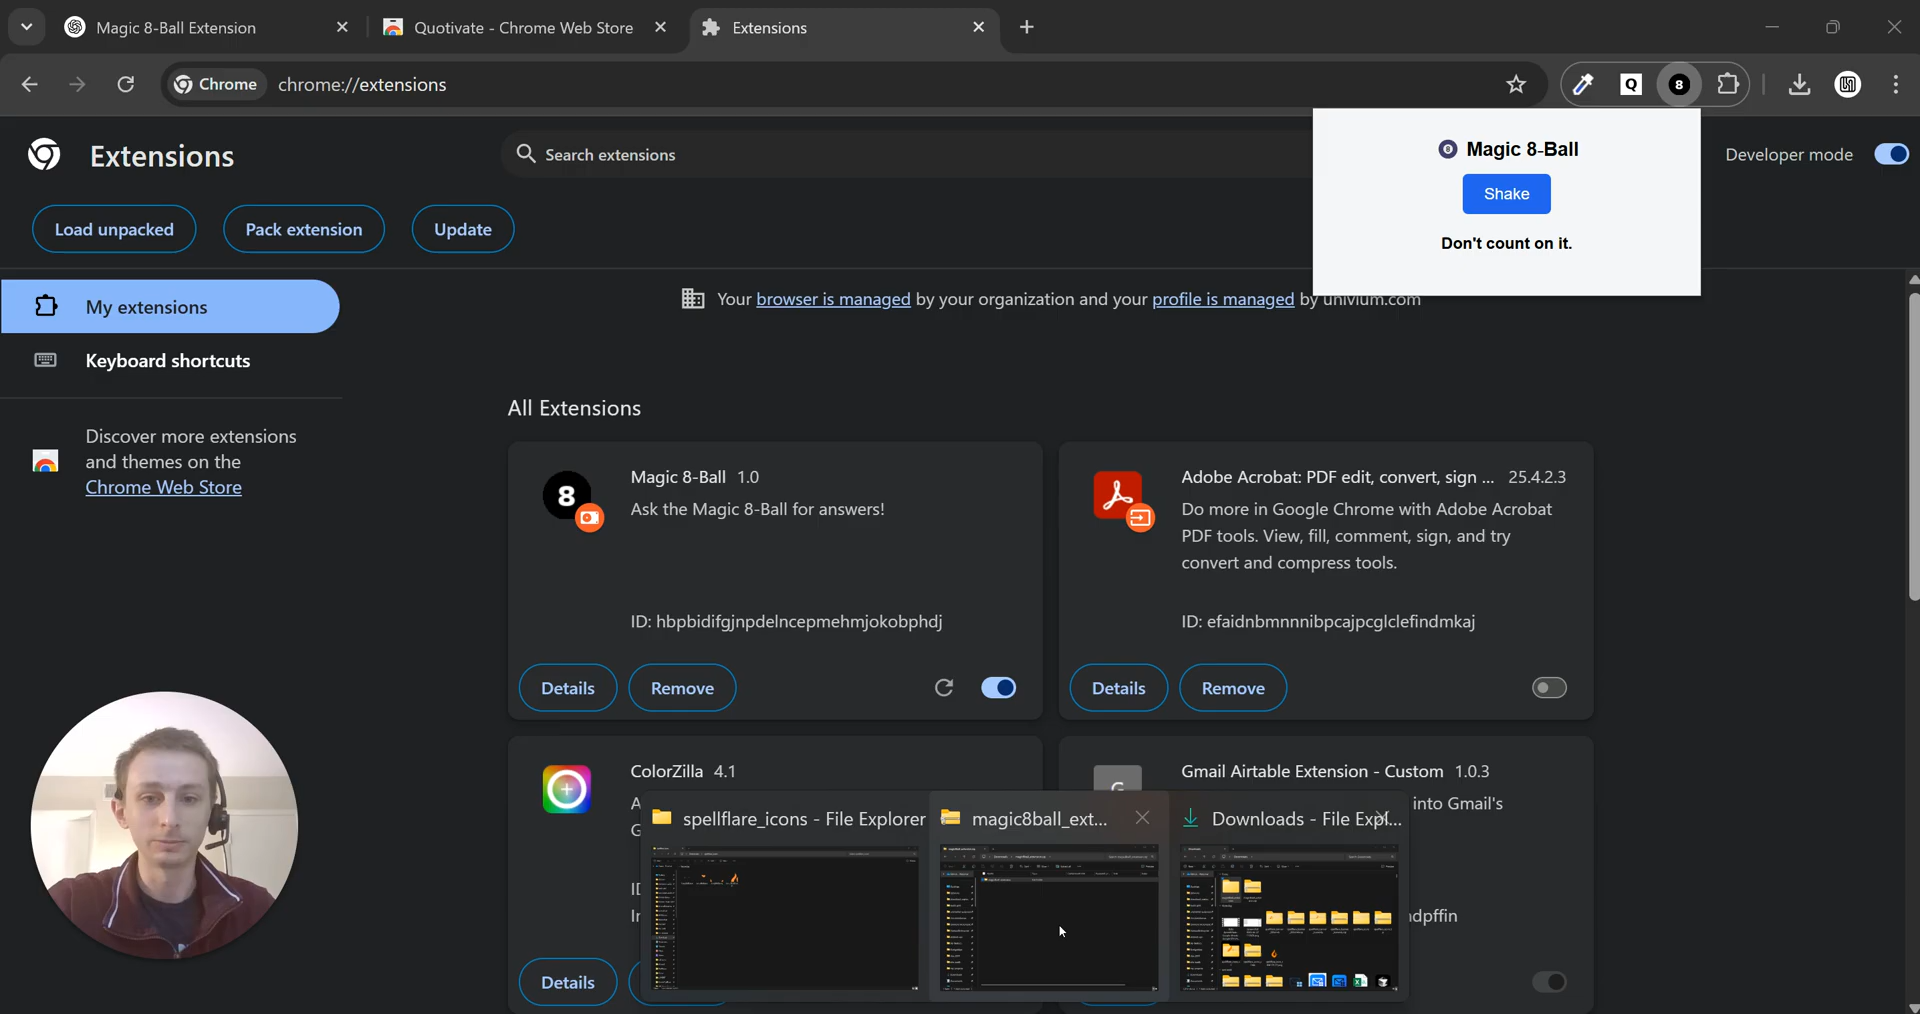 Magic 8-Ball Extension
Quotivate - Chrome Web Store
Extensions
Chrome
chrome://extensions
Q
8
Extensions
Search extensions
Developer mode
Magic 8-Ball
Shake
Don't count on it.
Load unpacked
Pack extension
Update
My extensions
Keyboard shortcuts
Discover more extensions
and themes on the
Chrome Web Store
Your browser is managed by your organization and your profile is managed by univium.com
All Extensions
8
Magic 8-Ball 1.0
Ask the Magic 8-Ball for answers!
ID: hbpbidifgjnpdelncepmehmjokobphdj
Details
Remove
Adobe Acrobat: PDF edit, convert, sign ... 25.4.2.3
Do more in Google Chrome with Adobe Acrobat
PDF tools. View, fill, comment, sign, and try
convert and compress tools.
ID: efaidnbmnnnibpcajpcglclefindmkaj
Details
Remove
ColorZilla 4.1
Details
Gmail Airtable Extension - Custom 1.0.3
into Gmail's
dpffin
spellflare_icons - File Explorer
magic8ball_ext...
Downloads - File Expl...